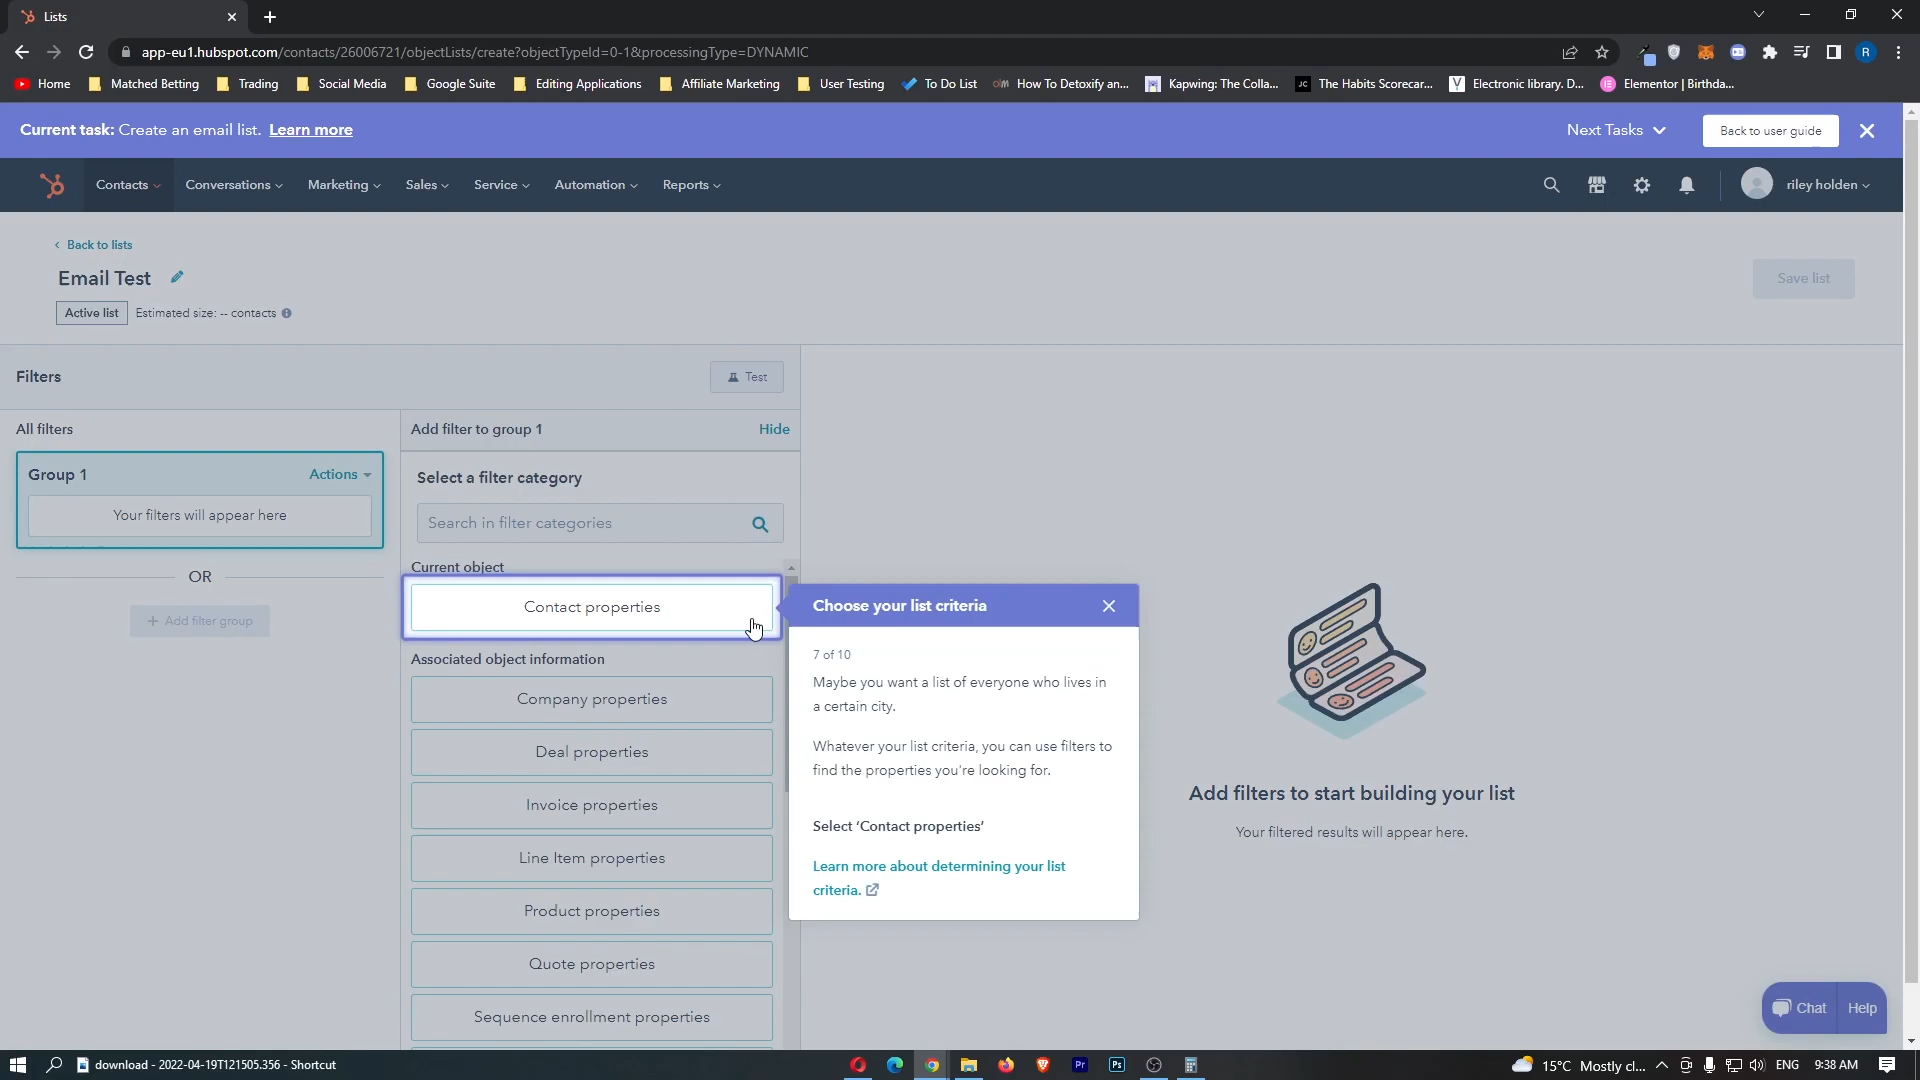 Lists
app-eu1.hubspot.com/contacts/26006721/objectLists/create?objectTypeId=0-1&processingType=DYNAMIC
R
Home Matched Betting Trading Social Media Google Suite Editing Applications Affiliate Marketing User Testing To Do List How To Detoxify an... Kapwing: The Colla... The Habits Scorecar... Electronic library. D... Elementor | Birthda...
Current task: Create an email list. Learn more
Next Tasks
Back to user guide
Contacts Conversations Marketing Sales Service Automation Reports
riley holden
Back to lists
Email Test
Save list
Active list Estimated size: -- contacts
Filters
Test
All filters
Add filter to group 1
Hide
Group 1
Actions
Your filters will appear here
OR
+ Add filter group
Select a filter category
Search in filter categories
Current object
Contact properties
Associated object information
Company properties
Deal properties
Invoice properties
Line Item properties
Product properties
Quote properties
Sequence enrollment properties
Choose your list criteria
7 of 10
Maybe you want a list of everyone who lives in
a certain city.
Whatever your list criteria, you can use filters to
find the properties you're looking for.
Select ‘Contact properties’
Learn more about determining your list
criteria.
Add filters to start building your list
Your filtered results will appear here.
Chat
Help
download - 2022-04-19T121505.356 - Shortcut
Pr
Ps
15°C Mostly cl...
ENG
9:38 AM